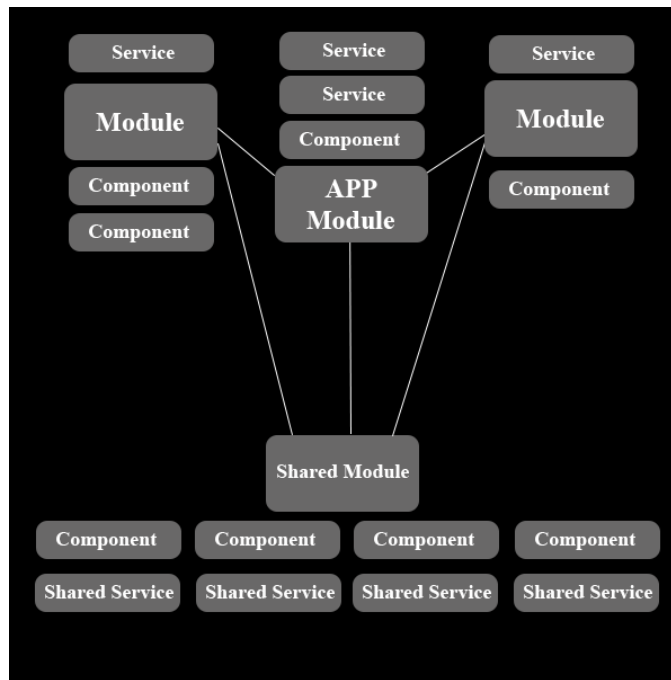 Service
Module
Component
Component
Service
Service
Component
APP
Module
Service
Module
Component
Shared Module
Component
Component
Component
Component
Shared Service
Shared Service
Shared Service
Shared Service